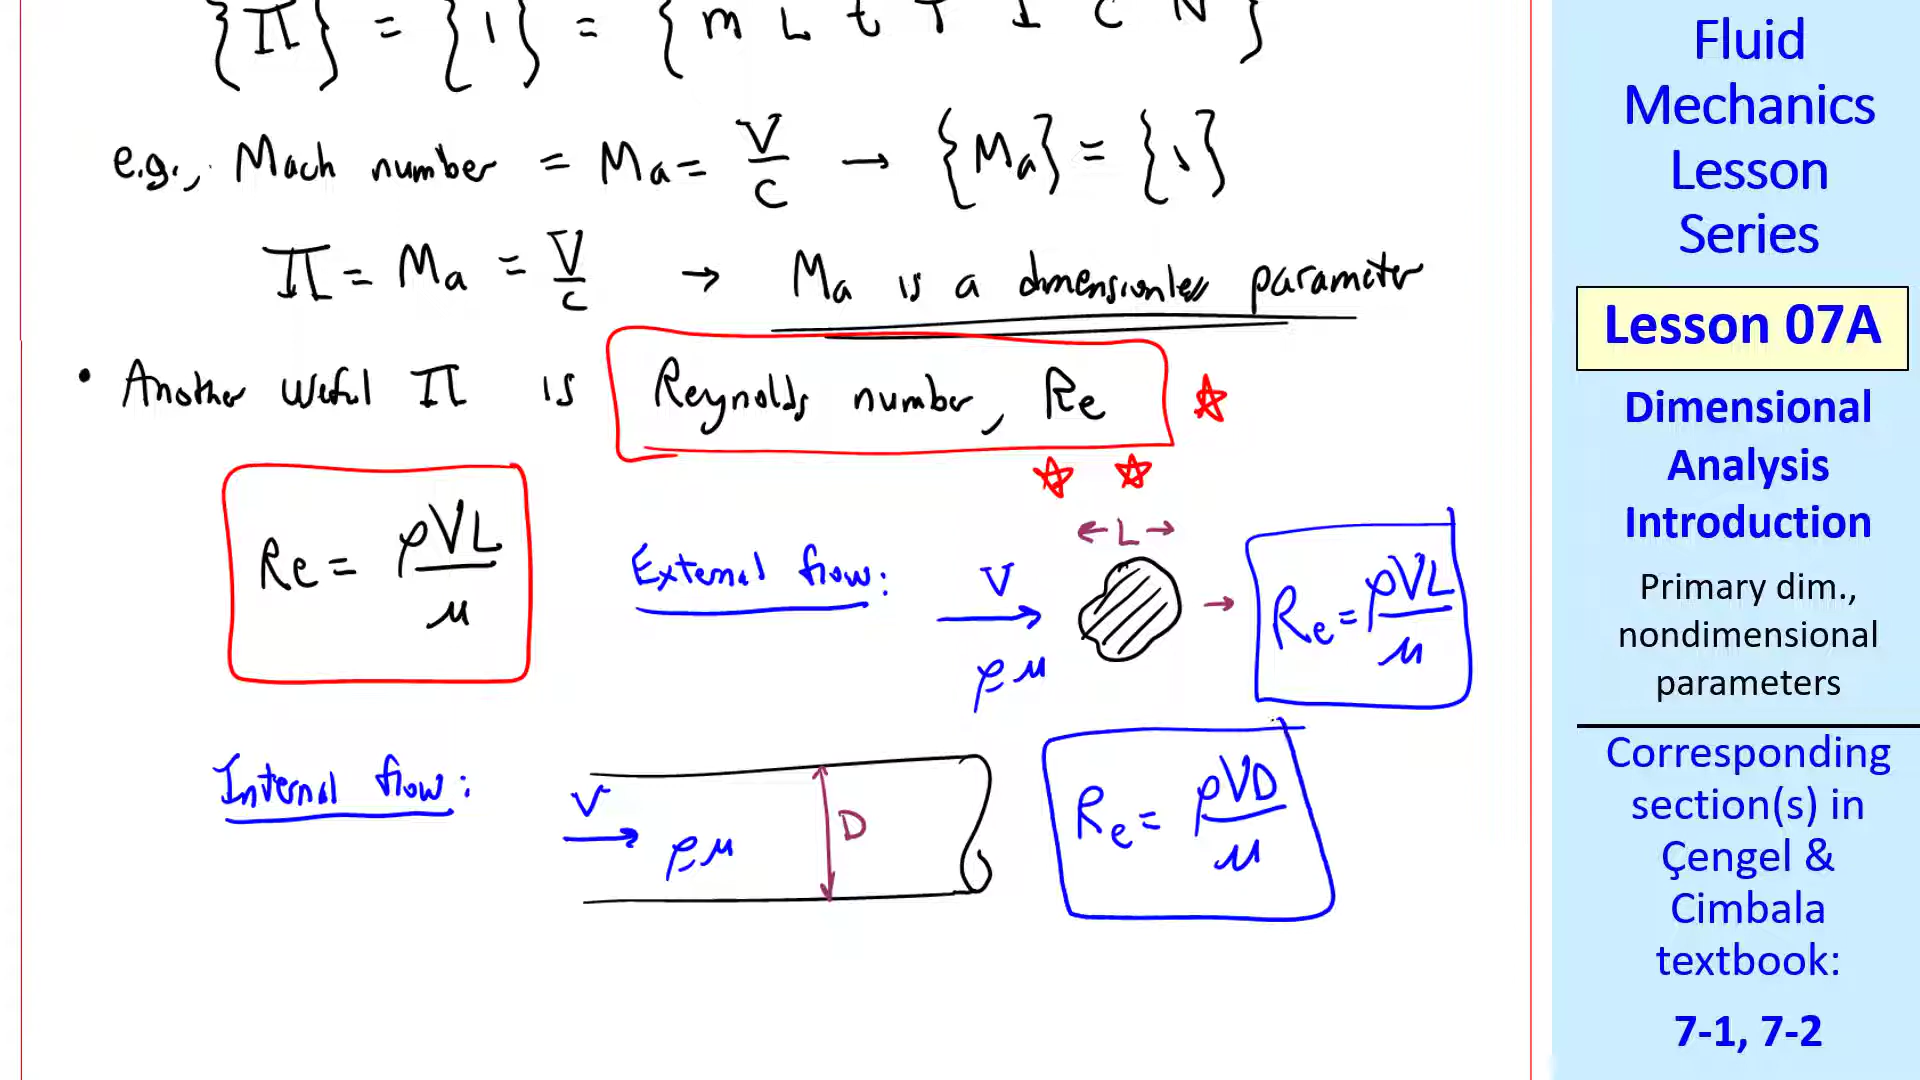 {Π} = {1} = {m L t T I C N}
e.g., Mach number = Ma = V/c → {Ma} = {1}
Π = Ma = V/c → Ma is a dimensionless parameter
• Another useful Π is Reynolds number, Re
Re = ρVL/μ
External flow:
V
ρ μ
L
Re = ρVL/μ
Internal flow:
V
ρ μ
D
Re = ρVD/μ
Fluid
Mechanics
Lesson
Series
Lesson 07A
Dimensional
Analysis
Introduction
Primary dim.,
nondimensional
parameters
Corresponding
section(s) in
Çengel &
Cimbala
textbook:
7-1, 7-2